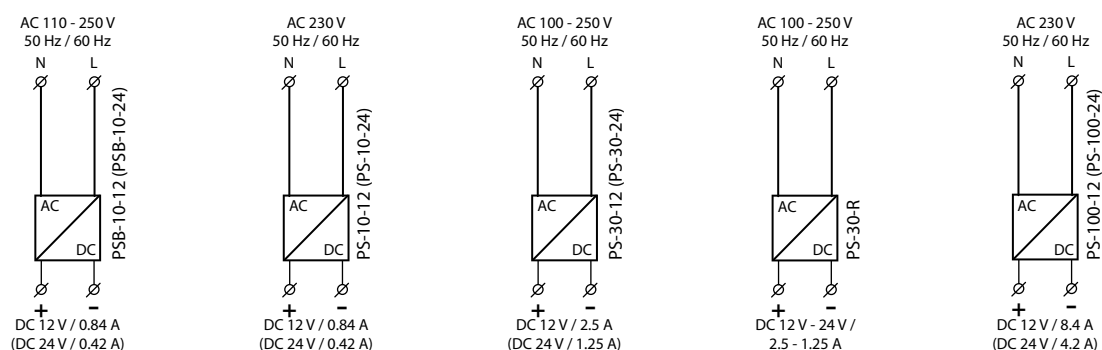 AC 110 - 250 V
50 Hz / 60 Hz
N L
PSB-10-12 (PSB-10-24)
AC
DC
+ -
DC 12 V / 0.84 A
(DC 24 V / 0.42 A)
AC 230 V
50 Hz / 60 Hz
N L
PS-10-12 (PS-10-24)
AC
DC
+ -
DC 12 V / 0.84 A
(DC 24 V / 0.42 A)
AC 100 - 250 V
50 Hz / 60 Hz
N L
PS-30-12 (PS-30-24)
AC
DC
+ -
DC 12 V / 2.5 A
(DC 24 V / 1.25 A)
AC 100 - 250 V
50 Hz / 60 Hz
N L
PS-30-R
AC
DC
+ -
DC 12 V - 24 V /
2.5 - 1.25 A
AC 230 V
50 Hz / 60 Hz
N L
PS-100-12 (PS-100-24)
AC
DC
+ -
DC 12 V / 8.4 A
(DC 24 V / 4.2 A)